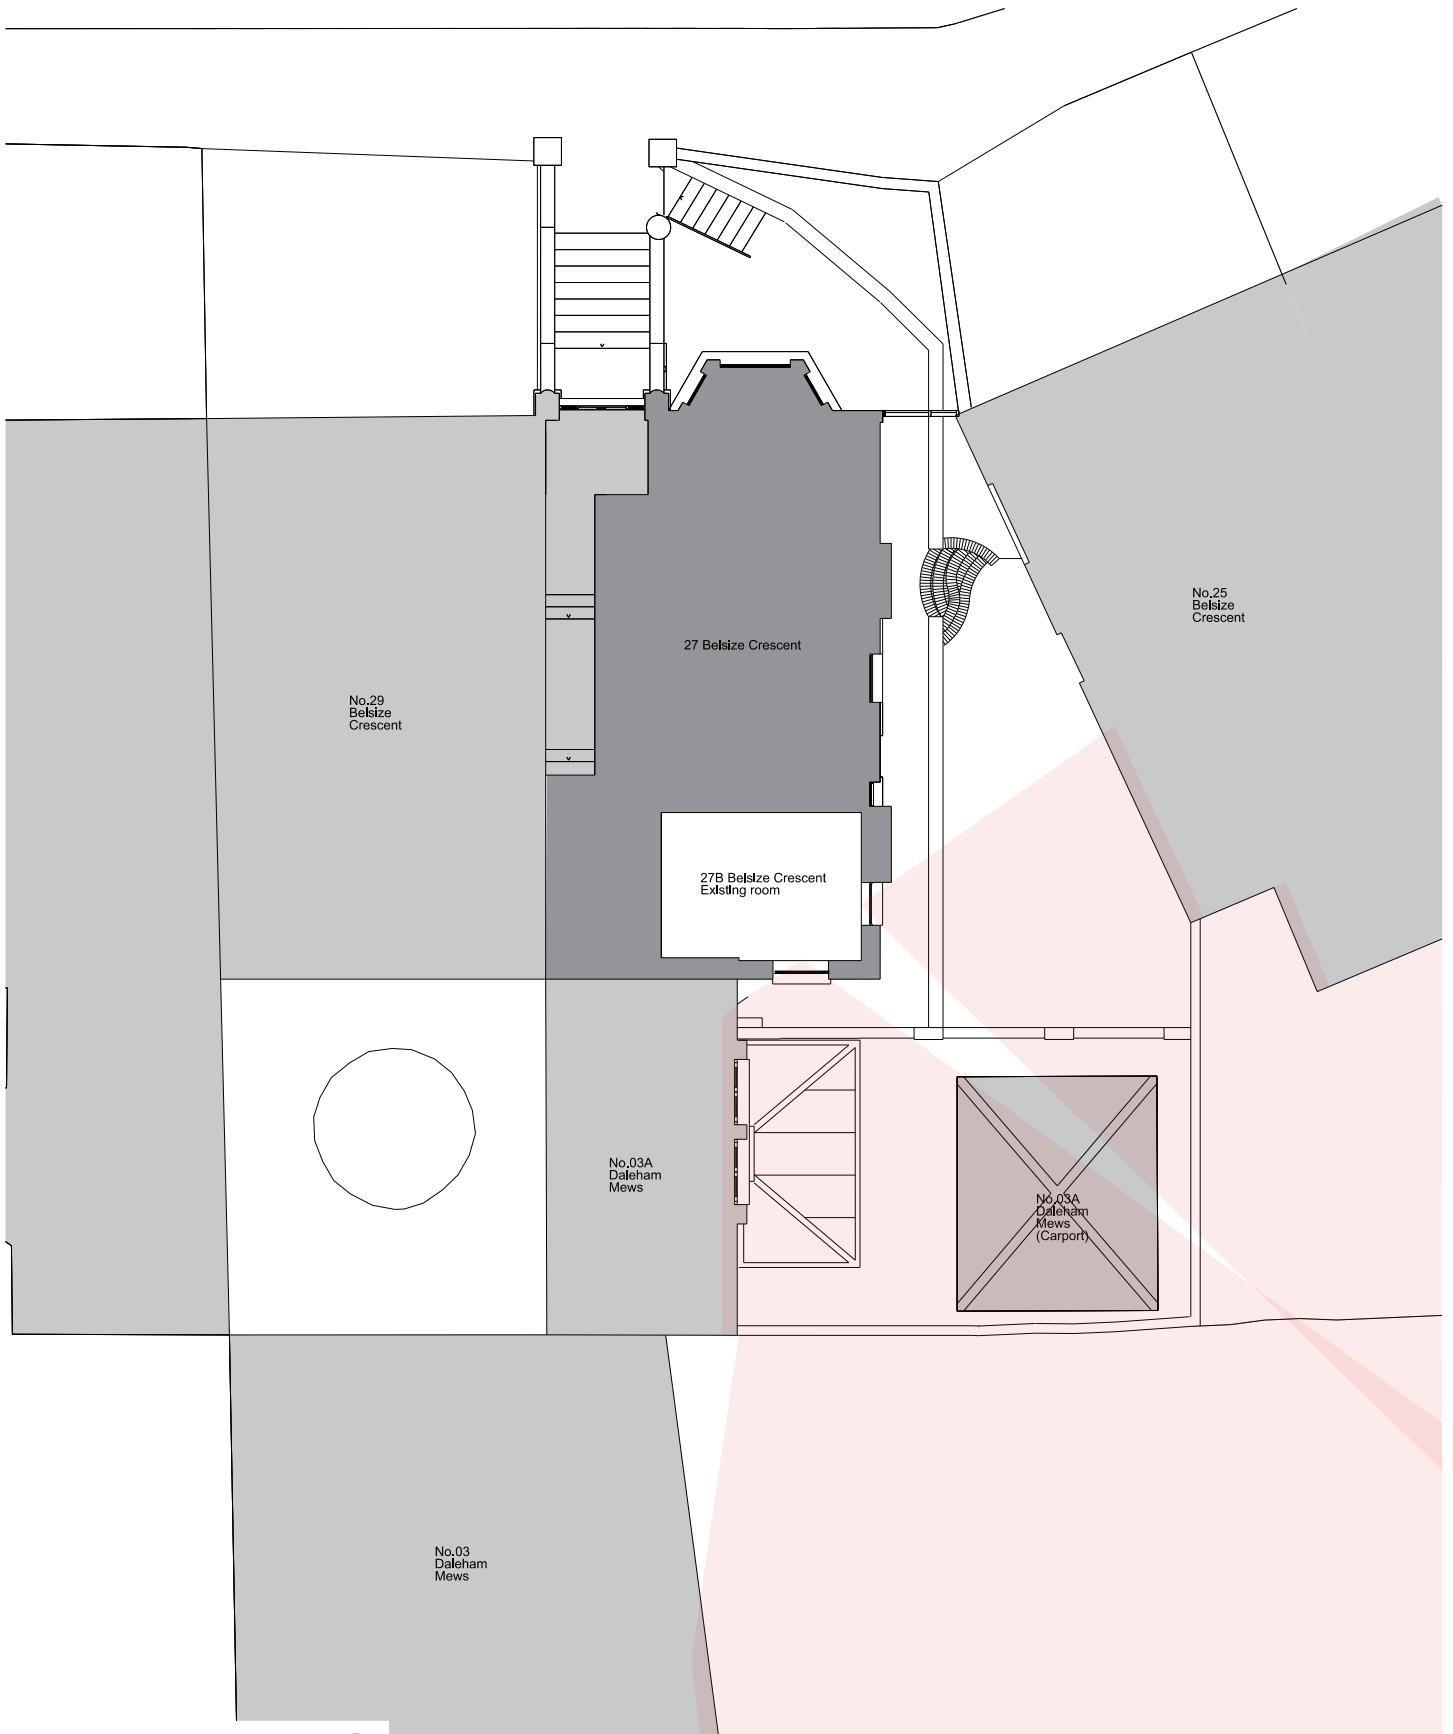 No.25
Belsize
Crescent
27 Belsize Crescent
No.29
Belsize
Crescent
27B Belsize Crescent
Existing room
No.03A
Daleham
Mews
No.03A
Daleham
Mews
(Carport)
No.03
Daleham
Mews